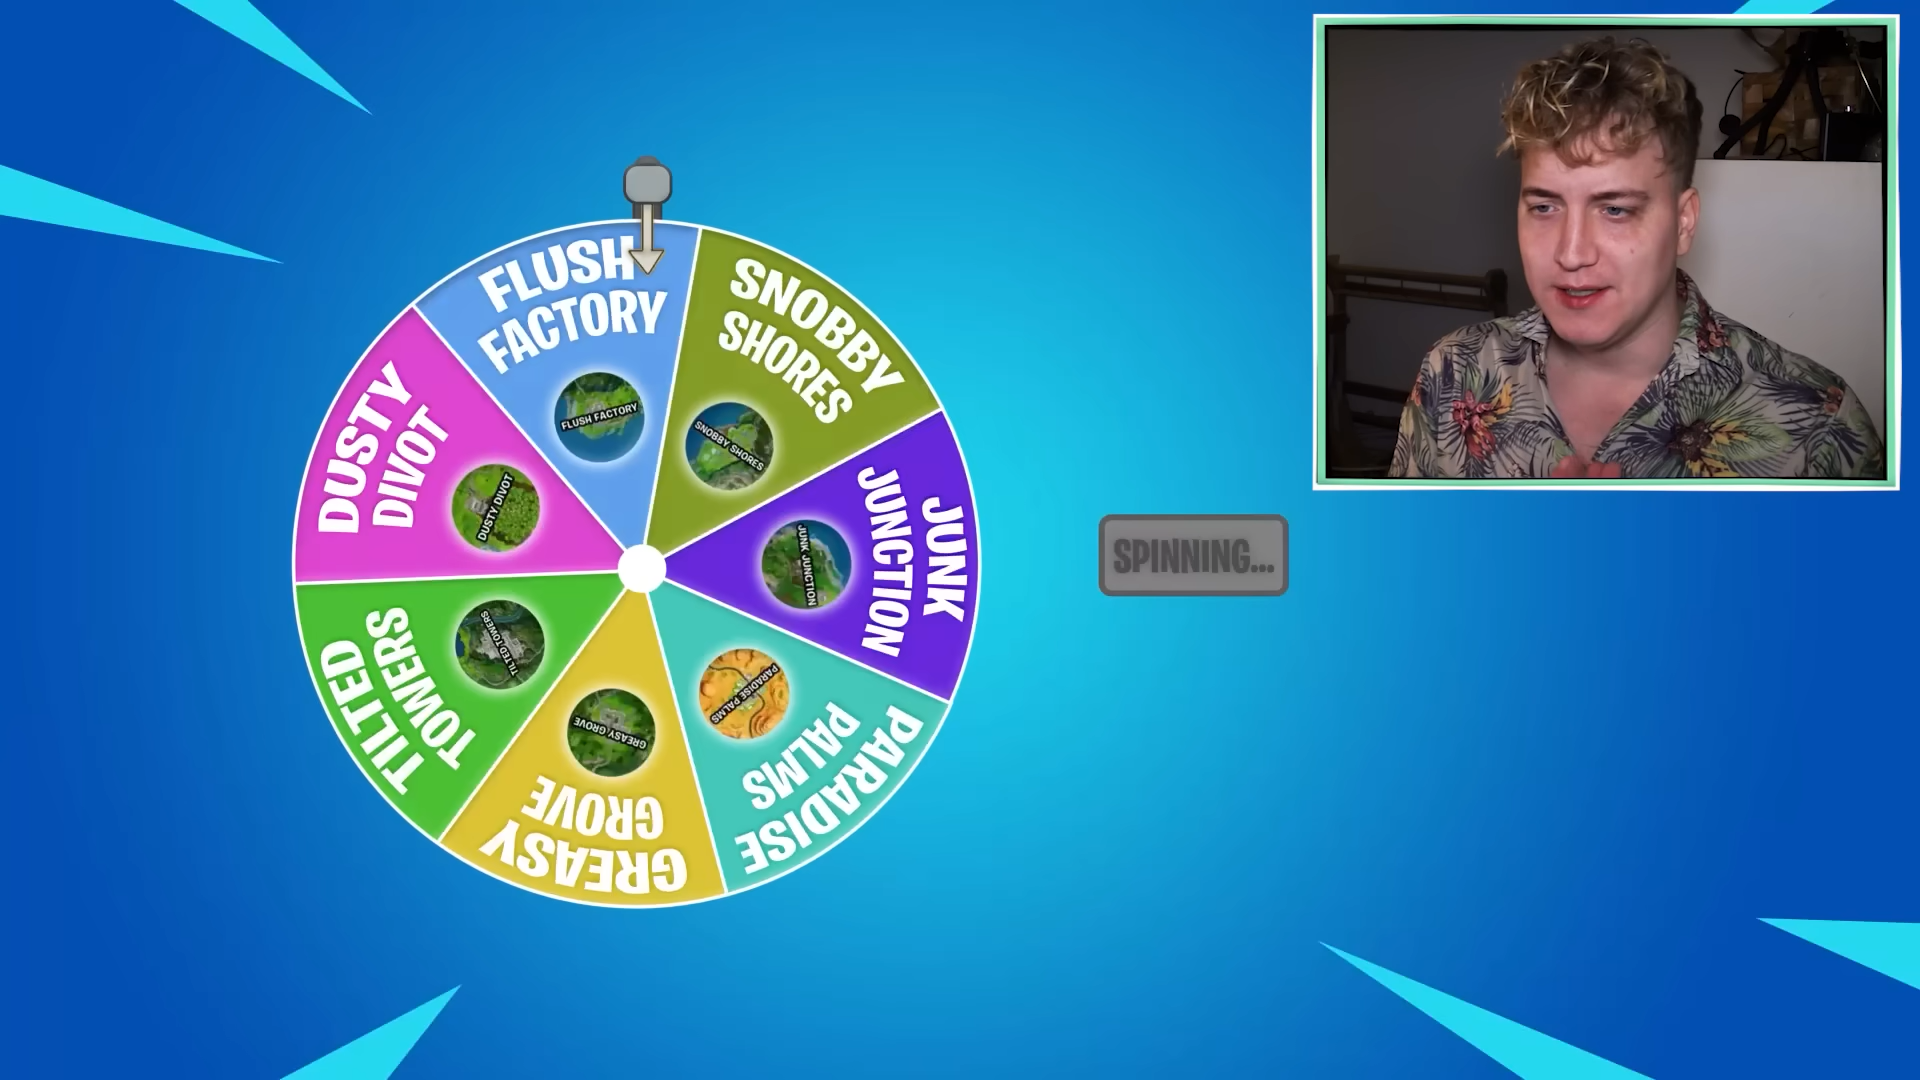 FLUSH
FACTORY
FLUSH FACTORY
SNOBBY
SHORES
SNOBBY SHORES
JUNK
JUNCTION
JUNK JUNCTION
PARADISE
PALMS
PARADISE PALMS
GREASY
GROVE
GREASY GROVE
TILTED
TOWERS
TILTED TOWERS
DUSTY
DIVOT
DUSTY DIVOT
SPINNING...